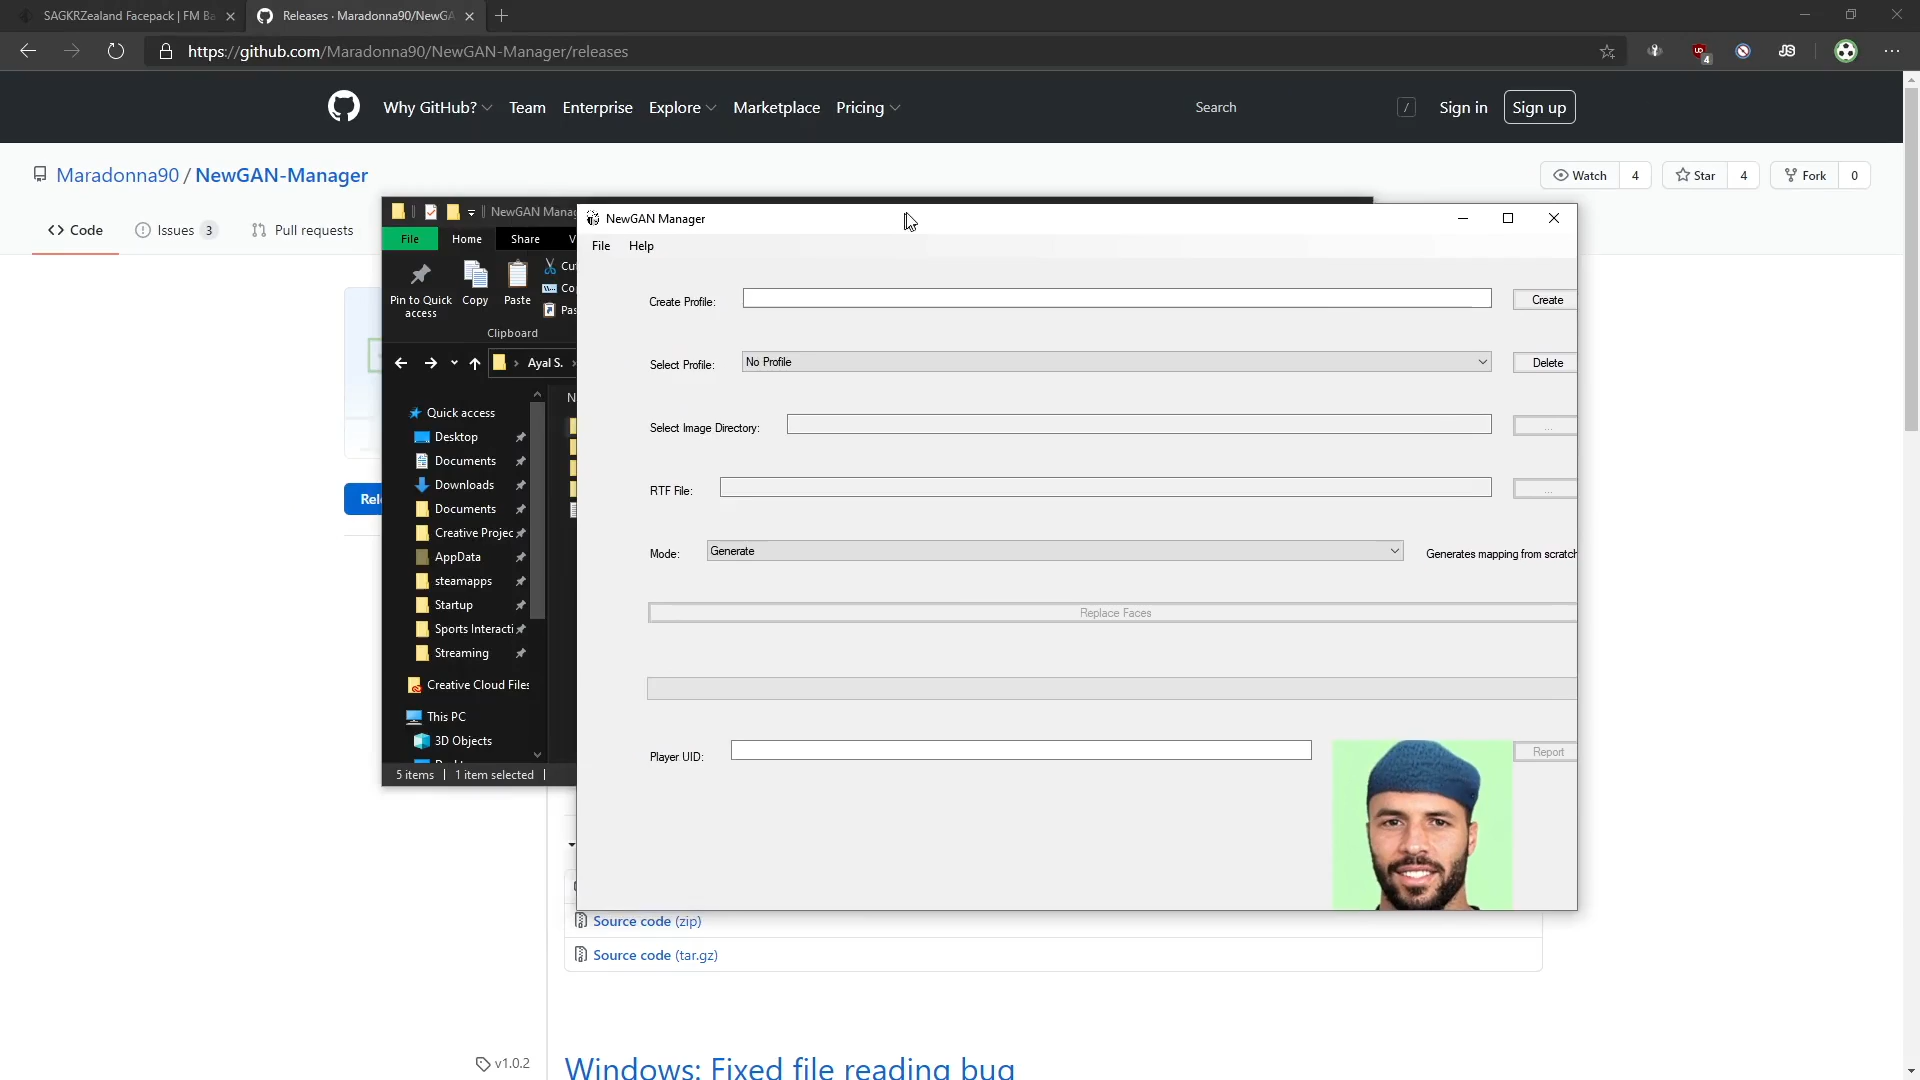 SAGKRZealand Facepack | FM Ba
Releases · Maradonna90/NewGA
https://github.com/Maradonna90/NewGAN-Manager/releases
4
JS
Why GitHub?
Team
Enterprise
Explore
Marketplace
Pricing
Search
/
Sign in
Sign up
Maradonna90 / NewGAN-Manager
Watch 4
Star 4
Fork 0
Code
Issues 3
Pull requests
NewGAN Mana
File
Home
Share
V
Pin to Quick access
Copy
Paste
Cu
Co
Pas
Clipboard
Ayal S.
N
Quick access
Desktop
Documents
Downloads
Documents
Creative Projec
AppData
steamapps
Startup
Sports Interacti
Streaming
Creative Cloud Files
This PC
3D Objects
5 items
1 item selected
Rel
NewGAN Manager
File
Help
Create Profile:
Create
Select Profile:
No Profile
Delete
Select Image Directory:
...
RTF File:
...
Mode:
Generate
Generates mapping from scratch
Replace Faces
Player UID:
Report
Source code (zip)
Source code (tar.gz)
v1.0.2
Windows: Fixed file reading bug